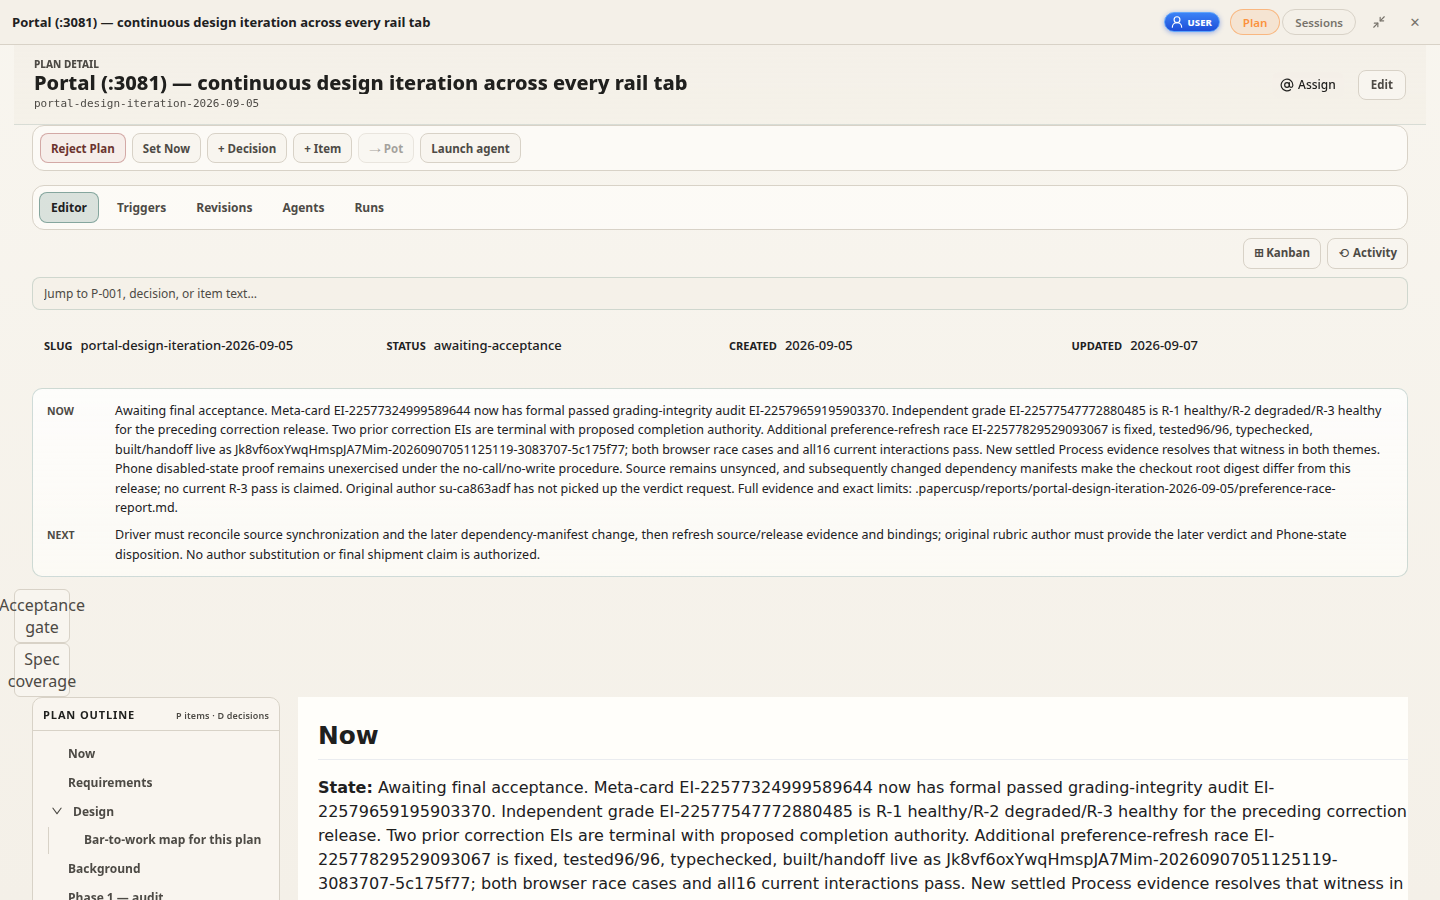 Portal (:3081) — continuous design iteration across every rail tab
USER
Plan
Sessions
PLAN DETAIL
Portal (:3081) — continuous design iteration across every rail tab
portal-design-iteration-2026-09-05
@ Assign
Edit
Reject Plan
Set Now
+ Decision
+ Item
→ Pot
Launch agent
Editor
Triggers
Revisions
Agents
Runs
⊞ Kanban
⟲ Activity
Jump to P-001, decision, or item text...
SLUG portal-design-iteration-2026-09-05
STATUS awaiting-acceptance
CREATED 2026-09-05
UPDATED 2026-09-07
NOW
Awaiting final acceptance. Meta-card EI-22577324999589644 now has formal passed grading-integrity audit EI-22579659195903370. Independent grade EI-22577547772880485 is R-1 healthy/R-2 degraded/R-3 healthy
for the preceding correction release. Two prior correction EIs are terminal with proposed completion authority. Additional preference-refresh race EI-22577829529093067 is fixed, tested96/96, typechecked,
built/handoff live as Jk8vf6oxYwqHmspJA7Mim-20260907051125119-3083707-5c175f77; both browser race cases and all16 current interactions pass. New settled Process evidence resolves that witness in both themes.
Phone disabled-state proof remains unexercised under the no-call/no-write procedure. Source remains unsynced, and subsequently changed dependency manifests make the checkout root digest differ from this
release; no current R-3 pass is claimed. Original author su-ca863adf has not picked up the verdict request. Full evidence and exact limits: .papercusp/reports/portal-design-iteration-2026-09-05/preference-race-
report.md.
NEXT
Driver must reconcile source synchronization and the later dependency-manifest change, then refresh source/release evidence and bindings; original rubric author must provide the later verdict and Phone-state
disposition. No author substitution or final shipment claim is authorized.
Acceptance
gate
Spec
coverage
PLAN OUTLINE
P items · D decisions
Now
Requirements
Design
Bar-to-work map for this plan
Background
Phase 1 — audit
Now
State: Awaiting final acceptance. Meta-card EI-22577324999589644 now has formal passed grading-integrity audit EI-
22579659195903370. Independent grade EI-22577547772880485 is R-1 healthy/R-2 degraded/R-3 healthy for the preceding correction
release. Two prior correction EIs are terminal with proposed completion authority. Additional preference-refresh race EI-
22577829529093067 is fixed, tested96/96, typechecked, built/handoff live as Jk8vf6oxYwqHmspJA7Mim-20260907051125119-
3083707-5c175f77; both browser race cases and all16 current interactions pass. New settled Process evidence resolves that witness in